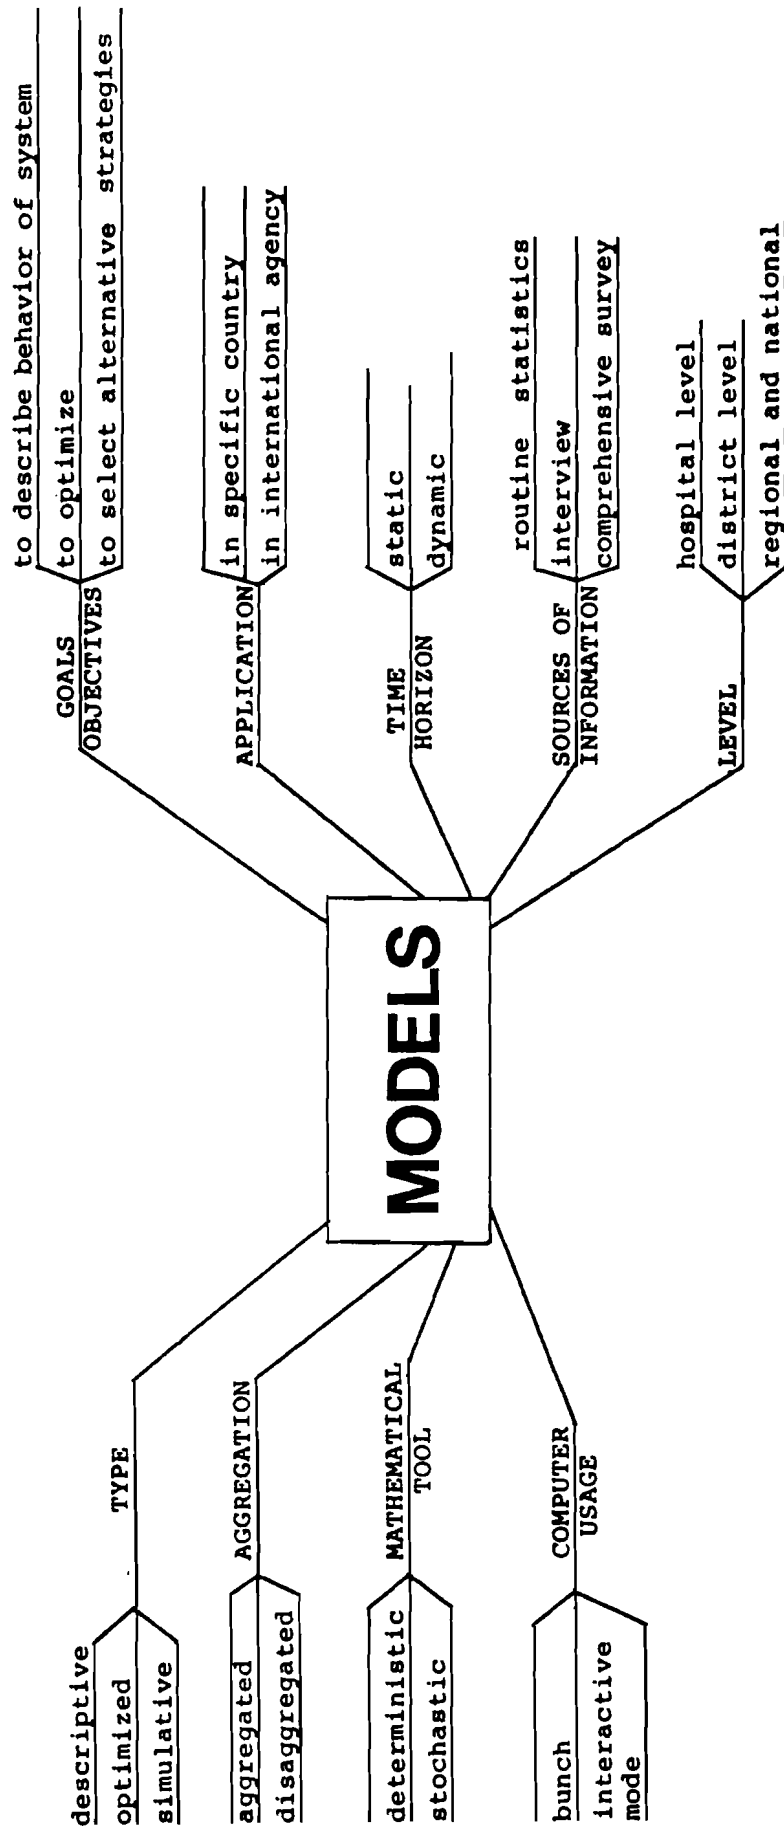 descriptive
optimized
simulative
TYPE
aggregated
disaggregated
AGGREGATION
deterministic
stochastic
MATHEMATICAL
TOOL
bunch
interactive
mode
COMPUTER
USAGE
MODELS
GOALS
OBJECTIVES
to describe behavior of system
to optimize
to select alternative strategies
APPLICATION
in specific country
in international agency
TIME
HORIZON
static
dynamic
SOURCES OF
INFORMATION
routine statistics
interview
comprehensive survey
LEVEL
hospital level
district level
regional and national